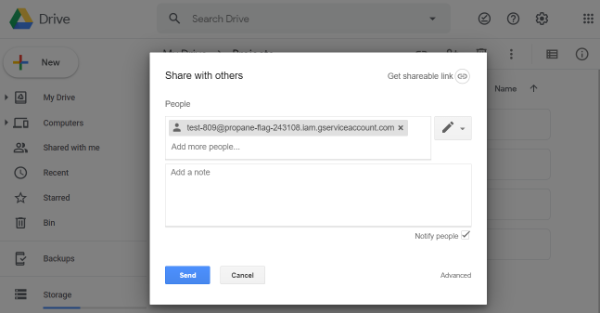 Drive
Search Drive
New
My Drive
Computers
Shared with me
Recent
Starred
Bin
Backups
Storage
My Drive > Projects
Name
Share with others
Get shareable link
People
test-809@propane-flag-243108.iam.gserviceaccount.com ×
Add more people...
Add a note
Notify people
Send
Cancel
Advanced